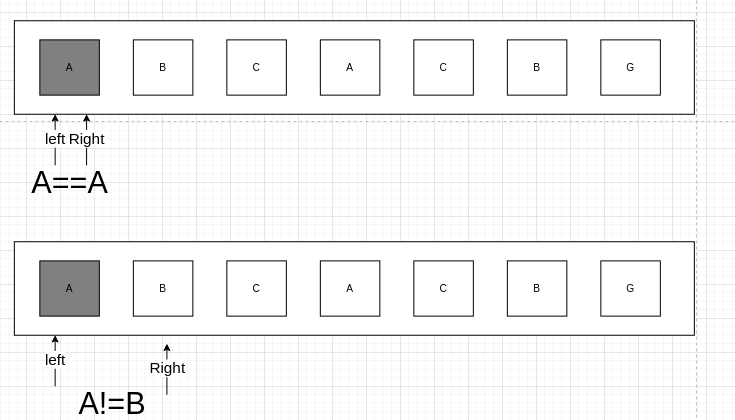 A B C A C B G
left Right
A==A
A B C A C B G
left
Right
A!=B